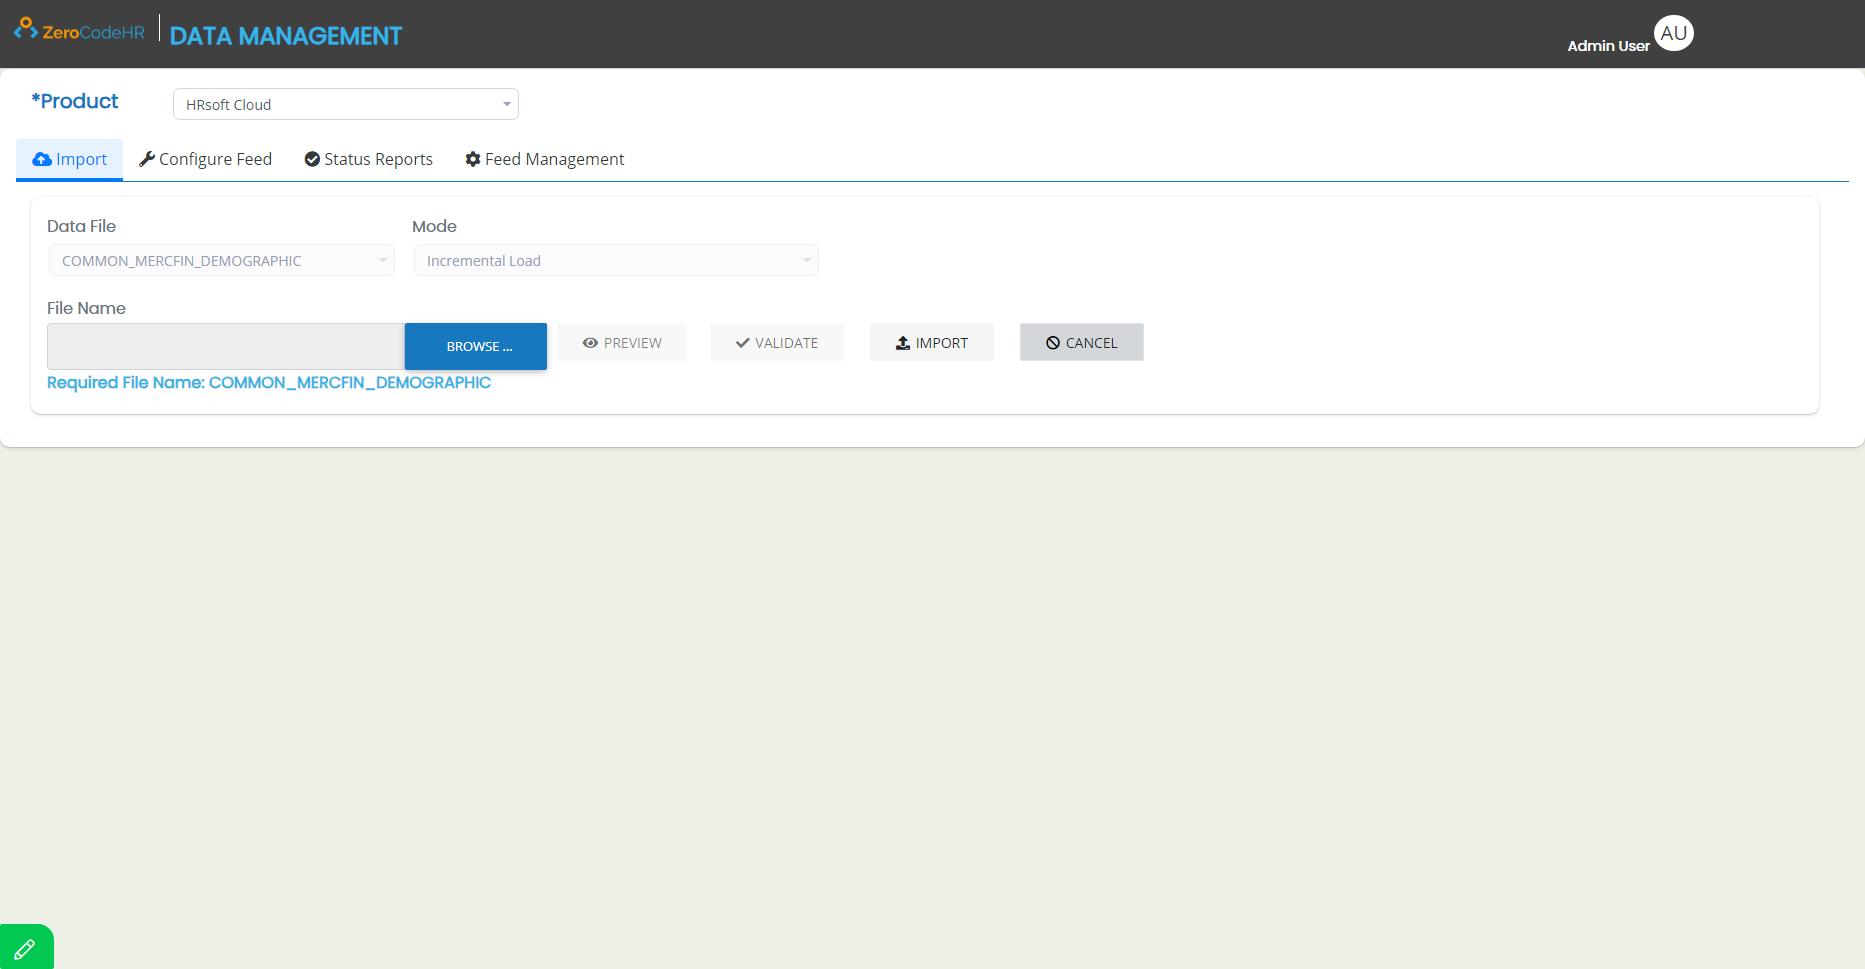 ZeroCodeHR
DATA MANAGEMENT
Admin User AU
*Product
HRsoft Cloud
Import Configure Feed Status Reports Feed Management
Data File Mode
COMMON_MERCFIN_DEMOGRAPHIC Incremental Load
File Name
BROWSE ... PREVIEW VALIDATE IMPORT CANCEL
Required File Name: COMMON_MERCFIN_DEMOGRAPHIC